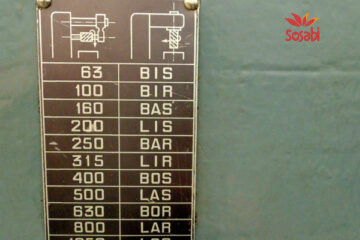 Sosabi
63 BIS
100 BIR
160 BAS
200 LIS
250 BAR
315 LIR
400 BOS
500 LAS
630 BOR
800 LAR